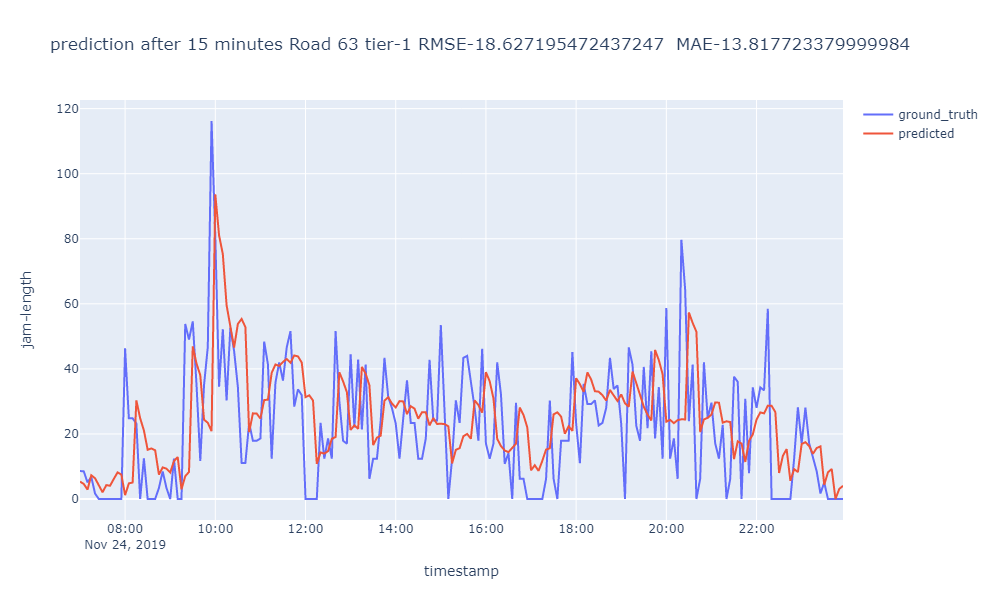 prediction after 15 minutes Road 63 tier-1 RMSE-18.627195472437247  MAE-13.817723379999984
ground_truth
predicted
jam-length
120
100
80
60
40
20
0
08:00 10:00 12:00 14:00 16:00 18:00 20:00 22:00
Nov 24, 2019
timestamp